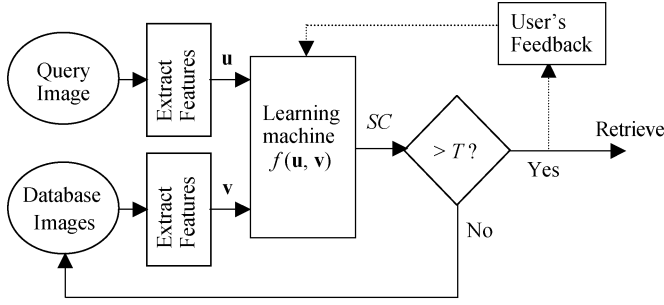 Query
Image
Extract
Features
u
Database
Images
Extract
Features
v
Learning
machine
f(u, v)
SC
> T ?
User's
Feedback
Retrieve
Yes
No